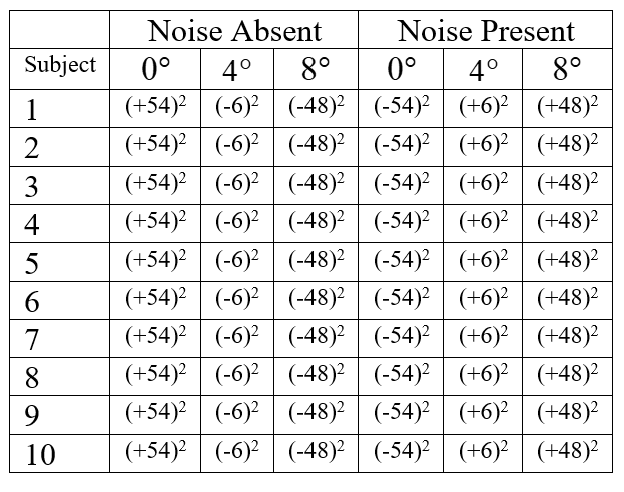 Noise Absent Noise Present
Subject 0° 4° 8° 0° 4° 8°
1 (+54)² (-6)² (-48)² (-54)² (+6)² (+48)²
2 (+54)² (-6)² (-48)² (-54)² (+6)² (+48)²
3 (+54)² (-6)² (-48)² (-54)² (+6)² (+48)²
4 (+54)² (-6)² (-48)² (-54)² (+6)² (+48)²
5 (+54)² (-6)² (-48)² (-54)² (+6)² (+48)²
6 (+54)² (-6)² (-48)² (-54)² (+6)² (+48)²
7 (+54)² (-6)² (-48)² (-54)² (+6)² (+48)²
8 (+54)² (-6)² (-48)² (-54)² (+6)² (+48)²
9 (+54)² (-6)² (-48)² (-54)² (+6)² (+48)²
10 (+54)² (-6)² (-48)² (-54)² (+6)² (+48)²